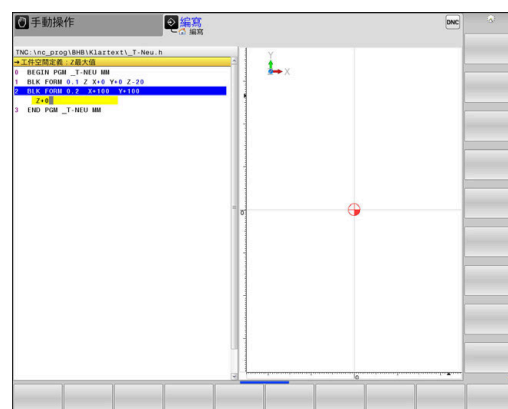 手動操作
編寫
編寫
DNC
TNC:\nc_prog\BHB\Klartext\_T-Neu.h
→工件空間定義：Z最大值
0 BEGIN PGM _T-NEU MM
1 BLK FORM 0.1 Z X+0 Y+0 Z-20
2 BLK FORM 0.2 X+100 Y+100
Z+0
3 END PGM _T-NEU MM
Y
X
0
0